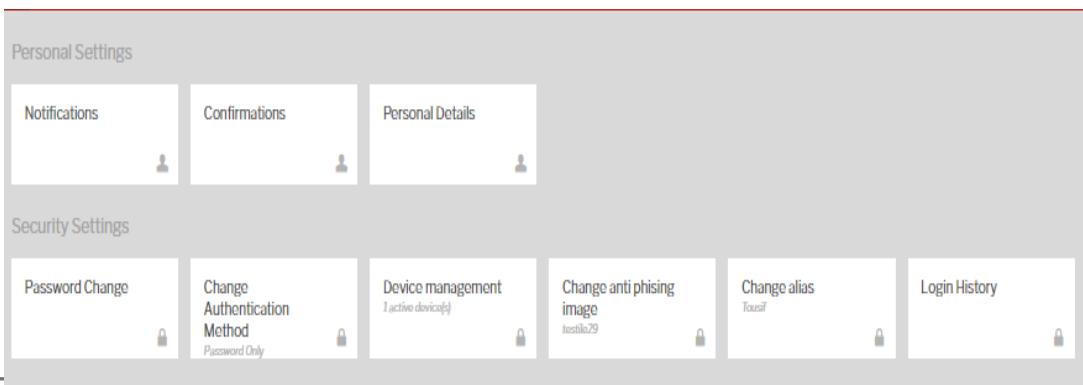 Personal Settings
Notifications
Confirmations
Personal Details
Security Settings
Password Change
Change
Authentication
Method
Password Only
Device management
1 active device(s)
Change anti phising
image
testile29
Change alias
Tousif
Login History